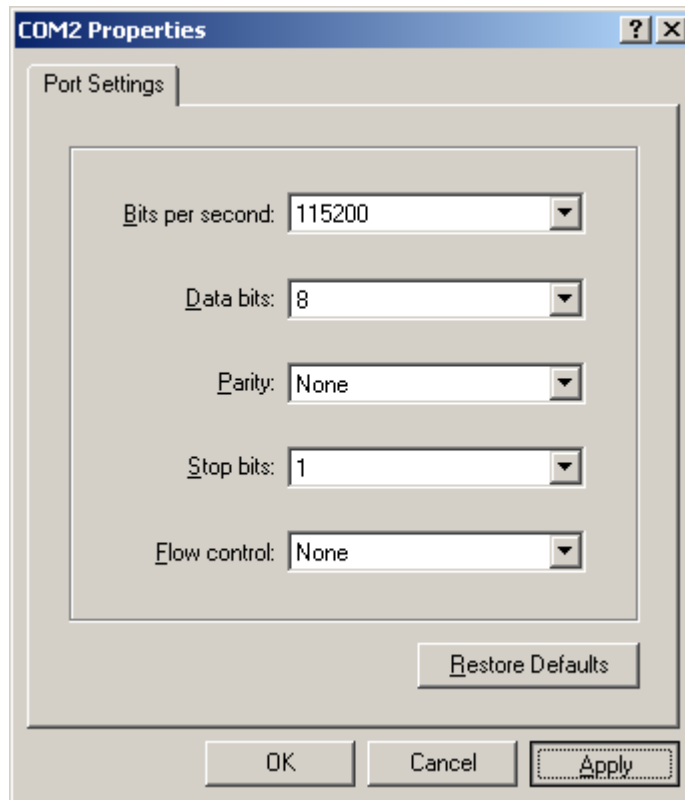 COM2 Properties
Port Settings
Bits per second: 115200
Data bits: 8
Parity: None
Stop bits: 1
Flow control: None
Restore Defaults
OK Cancel Apply